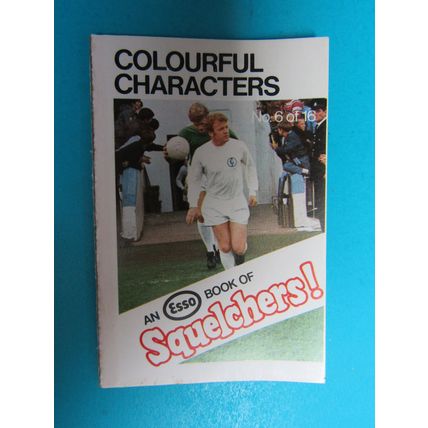 COLOURFUL
CHARACTERS
No. 6 of 16
AN Esso BOOK OF
Squelchers!